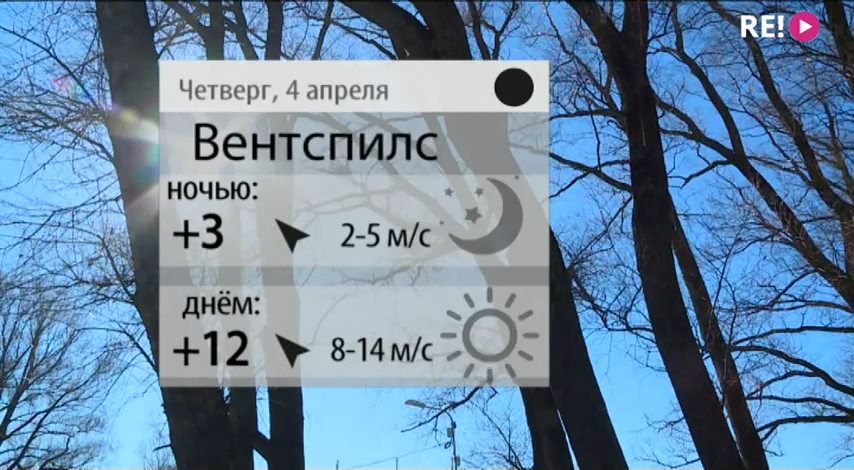 RE!
Четверг, 4 апреля
Вентспилс
ночью:
+3 2-5 м/с
днём:
+12 8-14 м/с